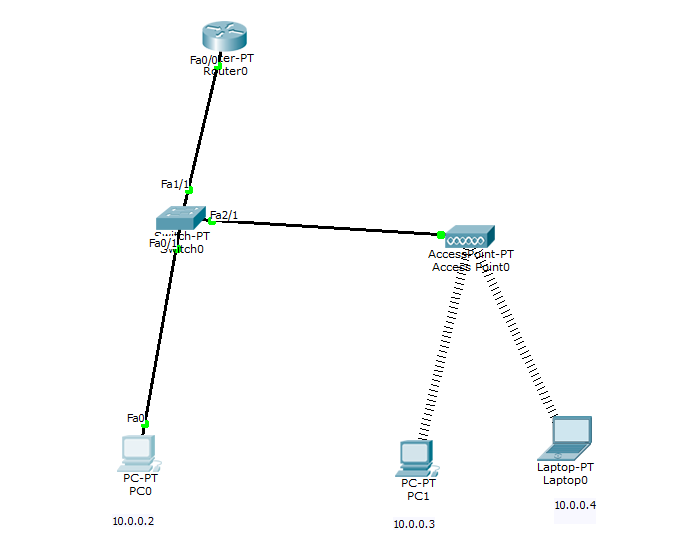 Fa0/0
Router0
Fa1/1
Fa2/1
Fa0/1
Switch0
AccessPoint-PT
Access Point0
Fa0
PC-PT
PC0
10.0.0.2
PC-PT
PC1
10.0.0.3
Laptop-PT
Laptop0
10.0.0.4